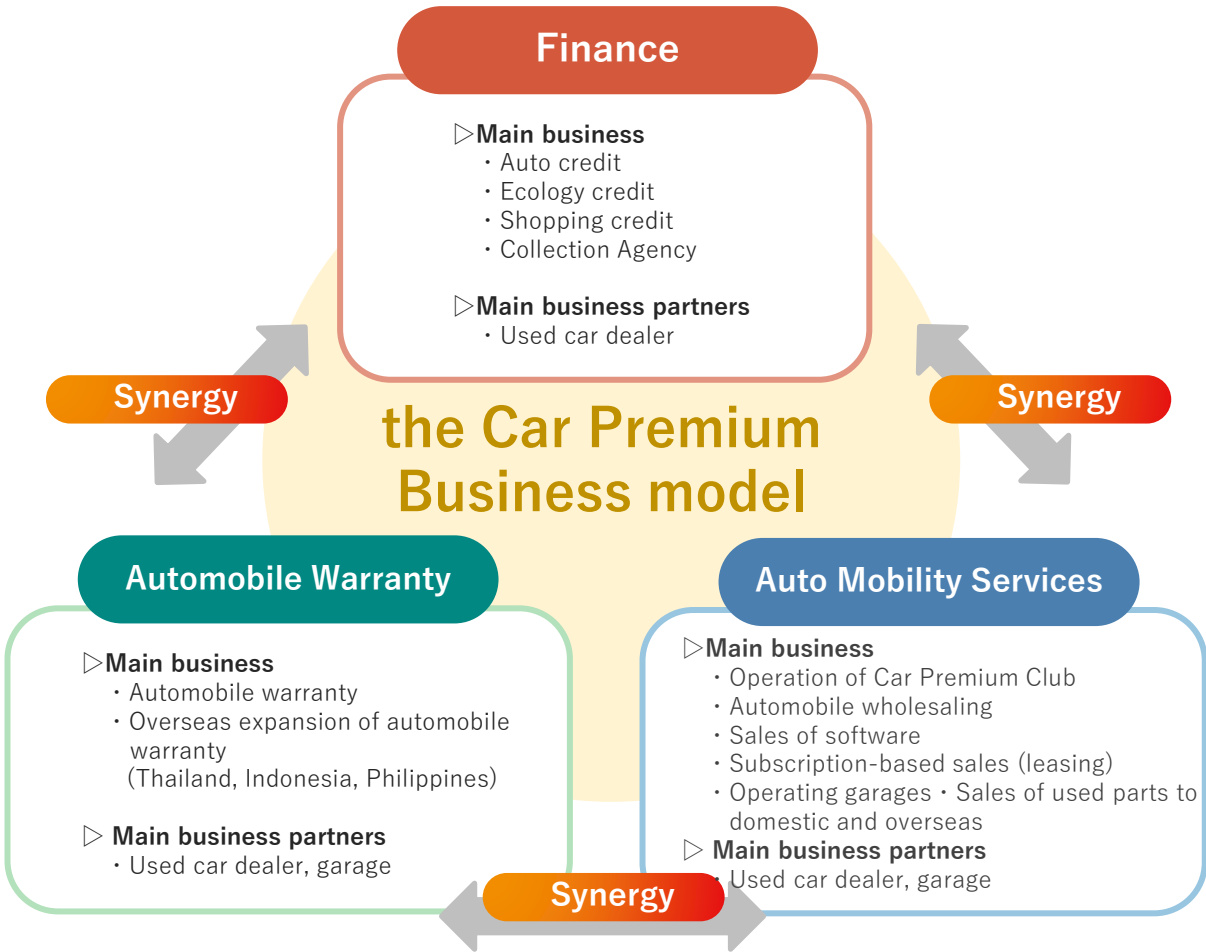 Finance
▷Main business
・Auto credit
・Ecology credit
・Shopping credit
・Collection Agency
▷Main business partners
・Used car dealer
Synergy
Synergy
the Car Premium
Business model
Automobile Warranty
▷Main business
・Automobile warranty
・Overseas expansion of automobile
warranty
(Thailand, Indonesia, Philippines)
▷ Main business partners
・Used car dealer, garage
Auto Mobility Services
▷Main business
・Operation of Car Premium Club
・Automobile wholesaling
・Sales of software
・Subscription-based sales (leasing)
・Operating garages・Sales of used parts to
domestic and overseas
▷ Main business partners
Used car dealer, garage
Synergy